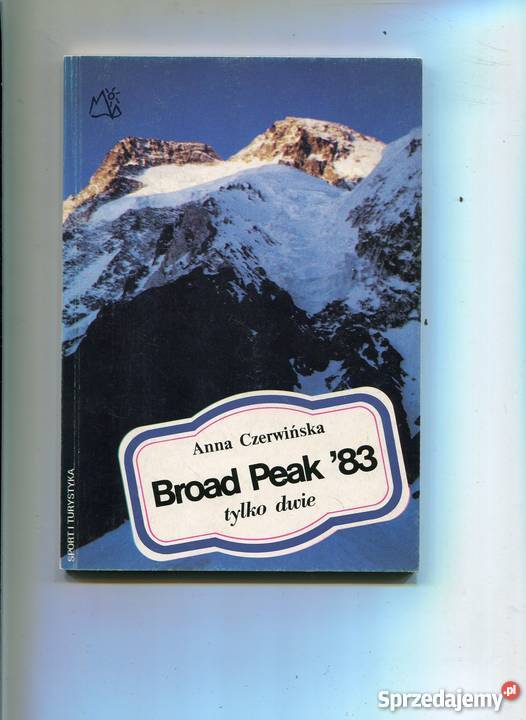 Anna Czerwińska
Broad Peak '83
tylko dwie
SPORT I TURYSTYKA
Sprzedajemy.pl